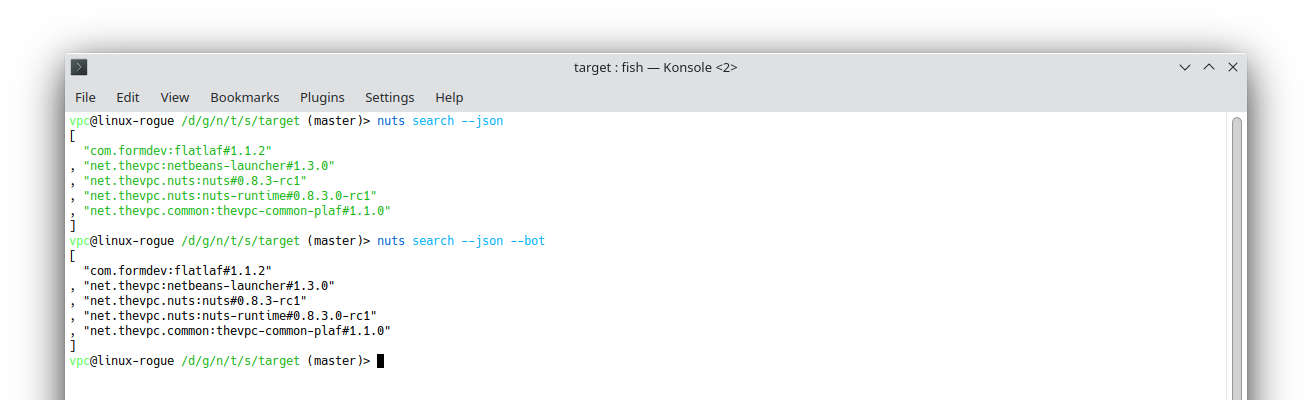 target : fish — Konsole <2>
File Edit View Bookmarks Plugins Settings Help
vpc@linux-rogue /d/g/n/t/s/target (master)> nuts search --json
[
  "com.formdev:flatlaf#1.1.2"
, "net.thevpc:netbeans-launcher#1.3.0"
, "net.thevpc.nuts:nuts#0.8.3-rc1"
, "net.thevpc.nuts:nuts-runtime#0.8.3.0-rc1"
, "net.thevpc.common:thevpc-common-plaf#1.1.0"
]
vpc@linux-rogue /d/g/n/t/s/target (master)> nuts search --json --bot
[
  "com.formdev:flatlaf#1.1.2"
, "net.thevpc:netbeans-launcher#1.3.0"
, "net.thevpc.nuts:nuts#0.8.3-rc1"
, "net.thevpc.nuts:nuts-runtime#0.8.3.0-rc1"
, "net.thevpc.common:thevpc-common-plaf#1.1.0"
]
vpc@linux-rogue /d/g/n/t/s/target (master)>